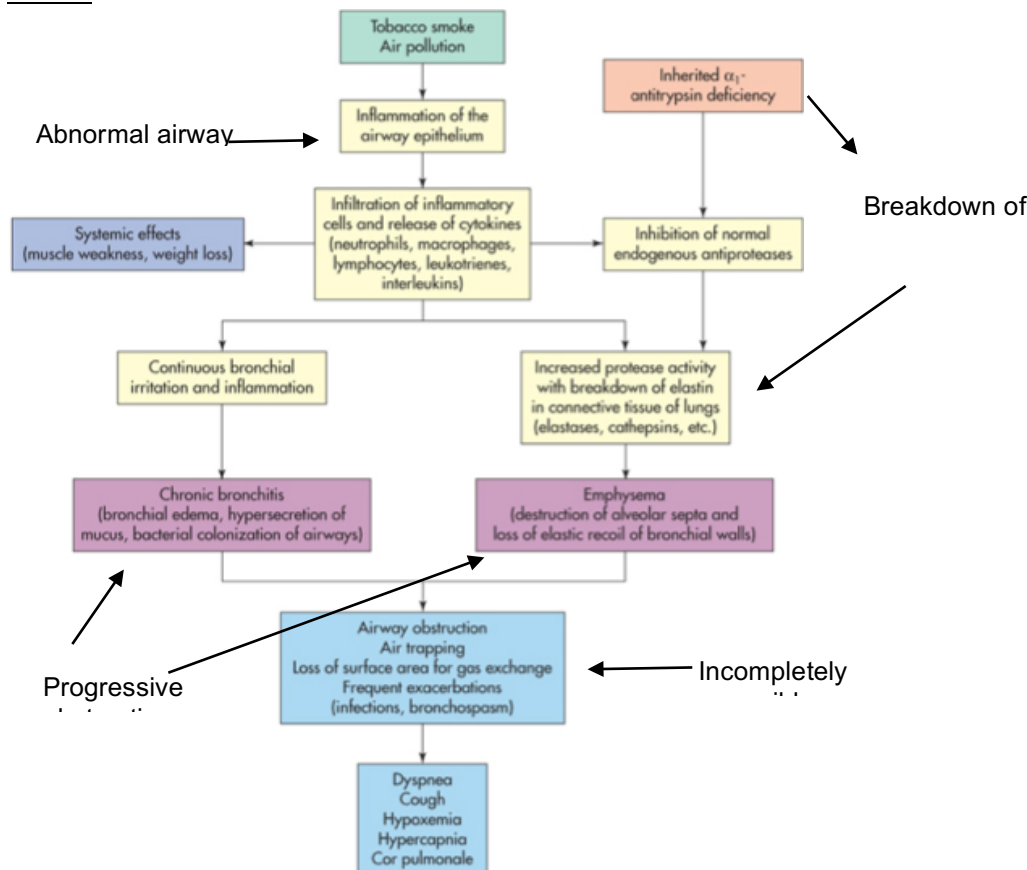 Tobacco smoke
Air pollution
Inherited α₁-
antitrypsin deficiency
Abnormal airway
Inflammation of the
airway epithelium
Breakdown of
Systemic effects
(muscle weakness, weight loss)
Infiltration of inflammatory
cells and release of cytokines
(neutrophils, macrophages,
lymphocytes, leukotrienes,
interleukins)
Inhibition of normal
endogenous antiproteases
Continuous bronchial
irritation and inflammation
Increased protease activity
with breakdown of elastin
in connective tissue of lungs
(elastases, cathepsins, etc.)
Chronic bronchitis
(bronchial edema, hypersecretion of
mucus, bacterial colonization of airways)
Emphysema
(destruction of alveolar septa and
loss of elastic recoil of bronchial walls)
Progressive
Airway obstruction
Air trapping
Loss of surface area for gas exchange
Frequent exacerbations
(infections, bronchospasm)
Incompletely
Dyspnea
Cough
Hypoxemia
Hypercapnia
Cor pulmonale